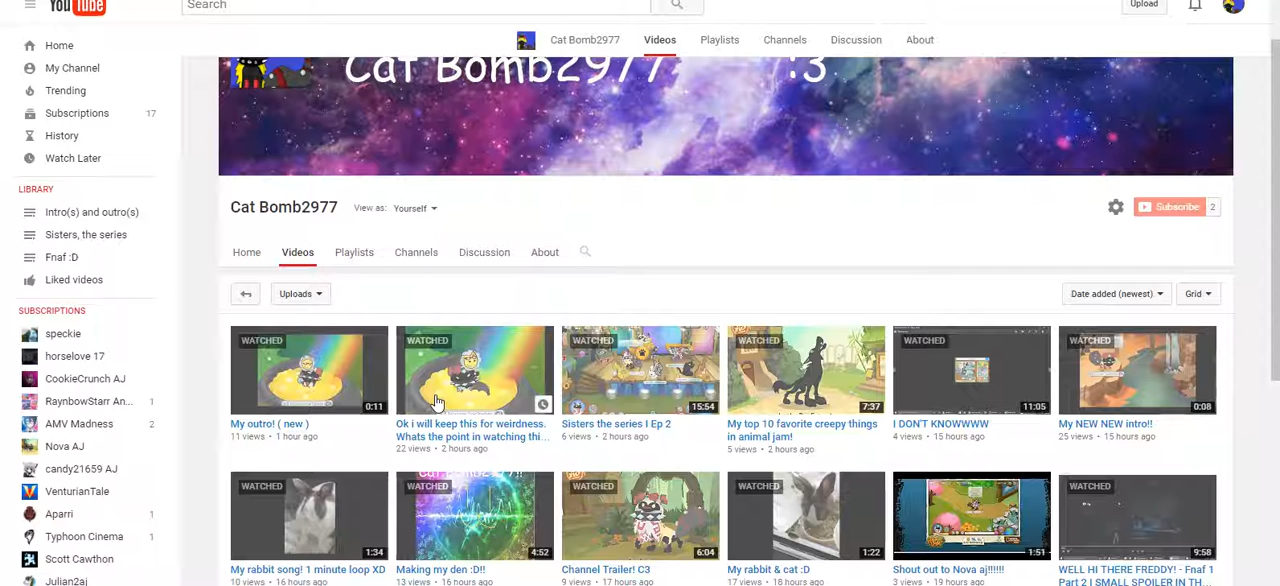 YouTube
Search
Upload
Cat Bomb2977 Videos Playlists Channels Discussion About
Home
My Channel
Trending
Subscriptions 17
History
Watch Later
LIBRARY
Intro(s) and outro(s)
Sisters, the series
Fnaf :D
Liked videos
SUBSCRIPTIONS
speckie
horselove 17
CookieCrunch AJ
RaynbowStarr An... 1
AMV Madness 2
Nova AJ
candy21659 AJ
VenturianTale
Aparri 1
Typhoon Cinema 1
Scott Cawthon
Julian2aj
Cat Bomb2977 :3
Cat Bomb2977 View as: Yourself
Subscribe 2
Home Videos Playlists Channels Discussion About
Uploads
Date added (newest) Grid
WATCHED
0:11
My outro! ( new )
11 views • 1 hour ago
WATCHED
Ok i will keep this for weirdness.
Whats the point in watching thi...
22 views • 2 hours ago
WATCHED
15:54
Sisters the series I Ep 2
6 views • 2 hours ago
WATCHED
7:37
My top 10 favorite creepy things
in animal jam!
5 views • 2 hours ago
WATCHED
11:05
I DON'T KNOWWWW
4 views • 15 hours ago
WATCHED
0:08
My NEW NEW intro!!
25 views • 15 hours ago
WATCHED
1:34
My rabbit song! 1 minute loop XD
10 views • 16 hours ago
WATCHED
4:52
Making my den :D!!
13 views • 16 hours ago
WATCHED
6:04
Channel Trailer! C3
9 views • 17 hours ago
WATCHED
1:22
My rabbit & cat :D
17 views • 18 hours ago
1:51
Shout out to Nova aj!!!!!!
3 views • 19 hours ago
WATCHED
9:58
WELL HI THERE FREDDY! - Fnaf 1
Part 2 I SMALL SPOILER IN TH...